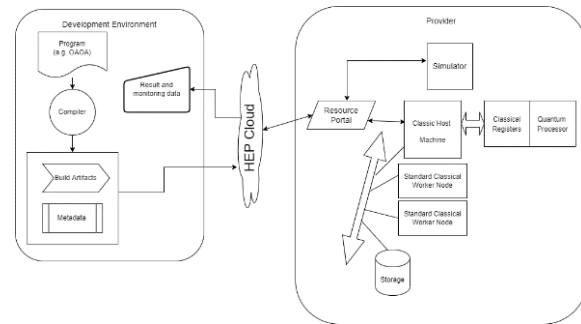 Development Environment
Program
(e.g. QAOA)
Compiler
Build Artifacts
Metadata
Result and
monitoring data
HEP Cloud
Provider
Simulator
Resource
Portal
Classic Host
Machine
Classical
Registers
Quantum
Processor
Standard Classical
Worker Node
Standard Classical
Worker Node
Storage